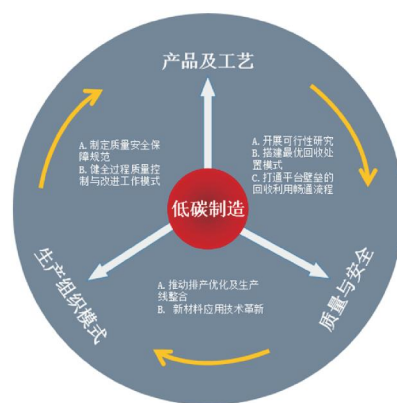 产品及工艺
A. 制定质量安全保
障规范
B. 健全过程质量控
制与改进工作模式
A. 开展可行性研究
B. 搭建最优回收处
置模式
C. 打通平台壁垒的
回收利用畅通流程
低碳制造
生产组织模式
质量与安全
A. 推动排产优化及生产
线整合
B. 新材料应用技术革新